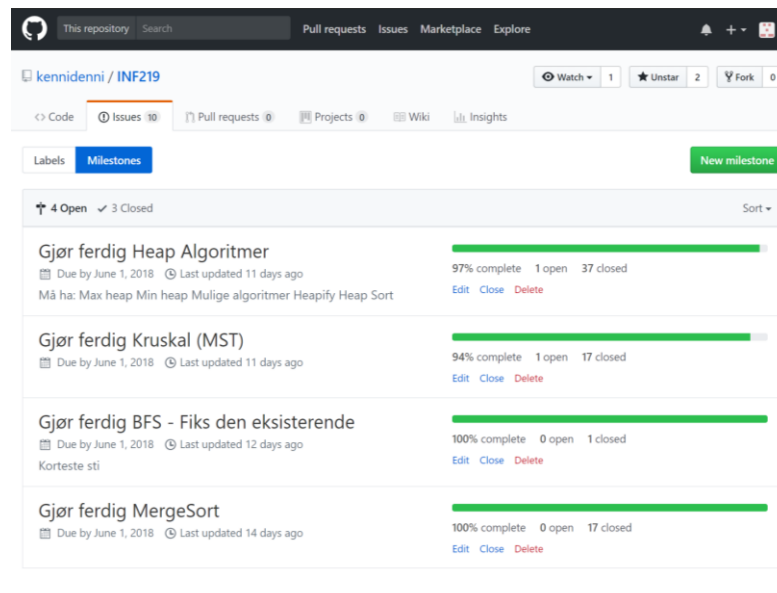 This repository Search Pull requests Issues Marketplace Explore
kennidenni / INF219 Watch 1 Unstar 2 Fork 0
Code Issues 10 Pull requests 0 Projects 0 Wiki Insights
Labels Milestones New milestone
4 Open 3 Closed Sort
Gjør ferdig Heap Algoritmer
Due by June 1, 2018 Last updated 11 days ago
Må ha: Max heap Min heap Mulige algoritmer Heapify Heap Sort
97% complete 1 open 37 closed
Edit Close Delete
Gjør ferdig Kruskal (MST)
Due by June 1, 2018 Last updated 11 days ago
94% complete 1 open 17 closed
Edit Close Delete
Gjør ferdig BFS - Fiks den eksisterende
Due by June 1, 2018 Last updated 12 days ago
Korteste sti
100% complete 0 open 1 closed
Edit Close Delete
Gjør ferdig MergeSort
Due by June 1, 2018 Last updated 14 days ago
100% complete 0 open 17 closed
Edit Close Delete